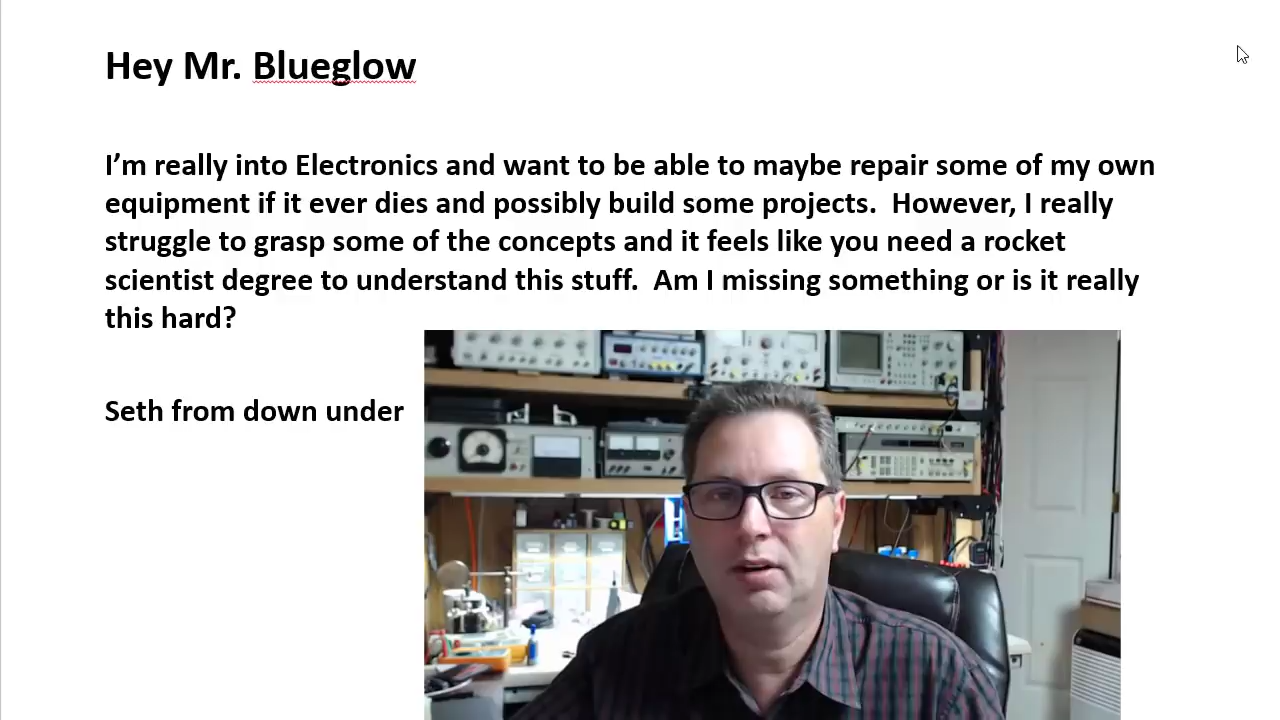 Hey Mr. Blueglow
I’m really into Electronics and want to be able to maybe repair some of my own
equipment if it ever dies and possibly build some projects.  However, I really
struggle to grasp some of the concepts and it feels like you need a rocket
scientist degree to understand this stuff.  Am I missing something or is it really
this hard?
Seth from down under